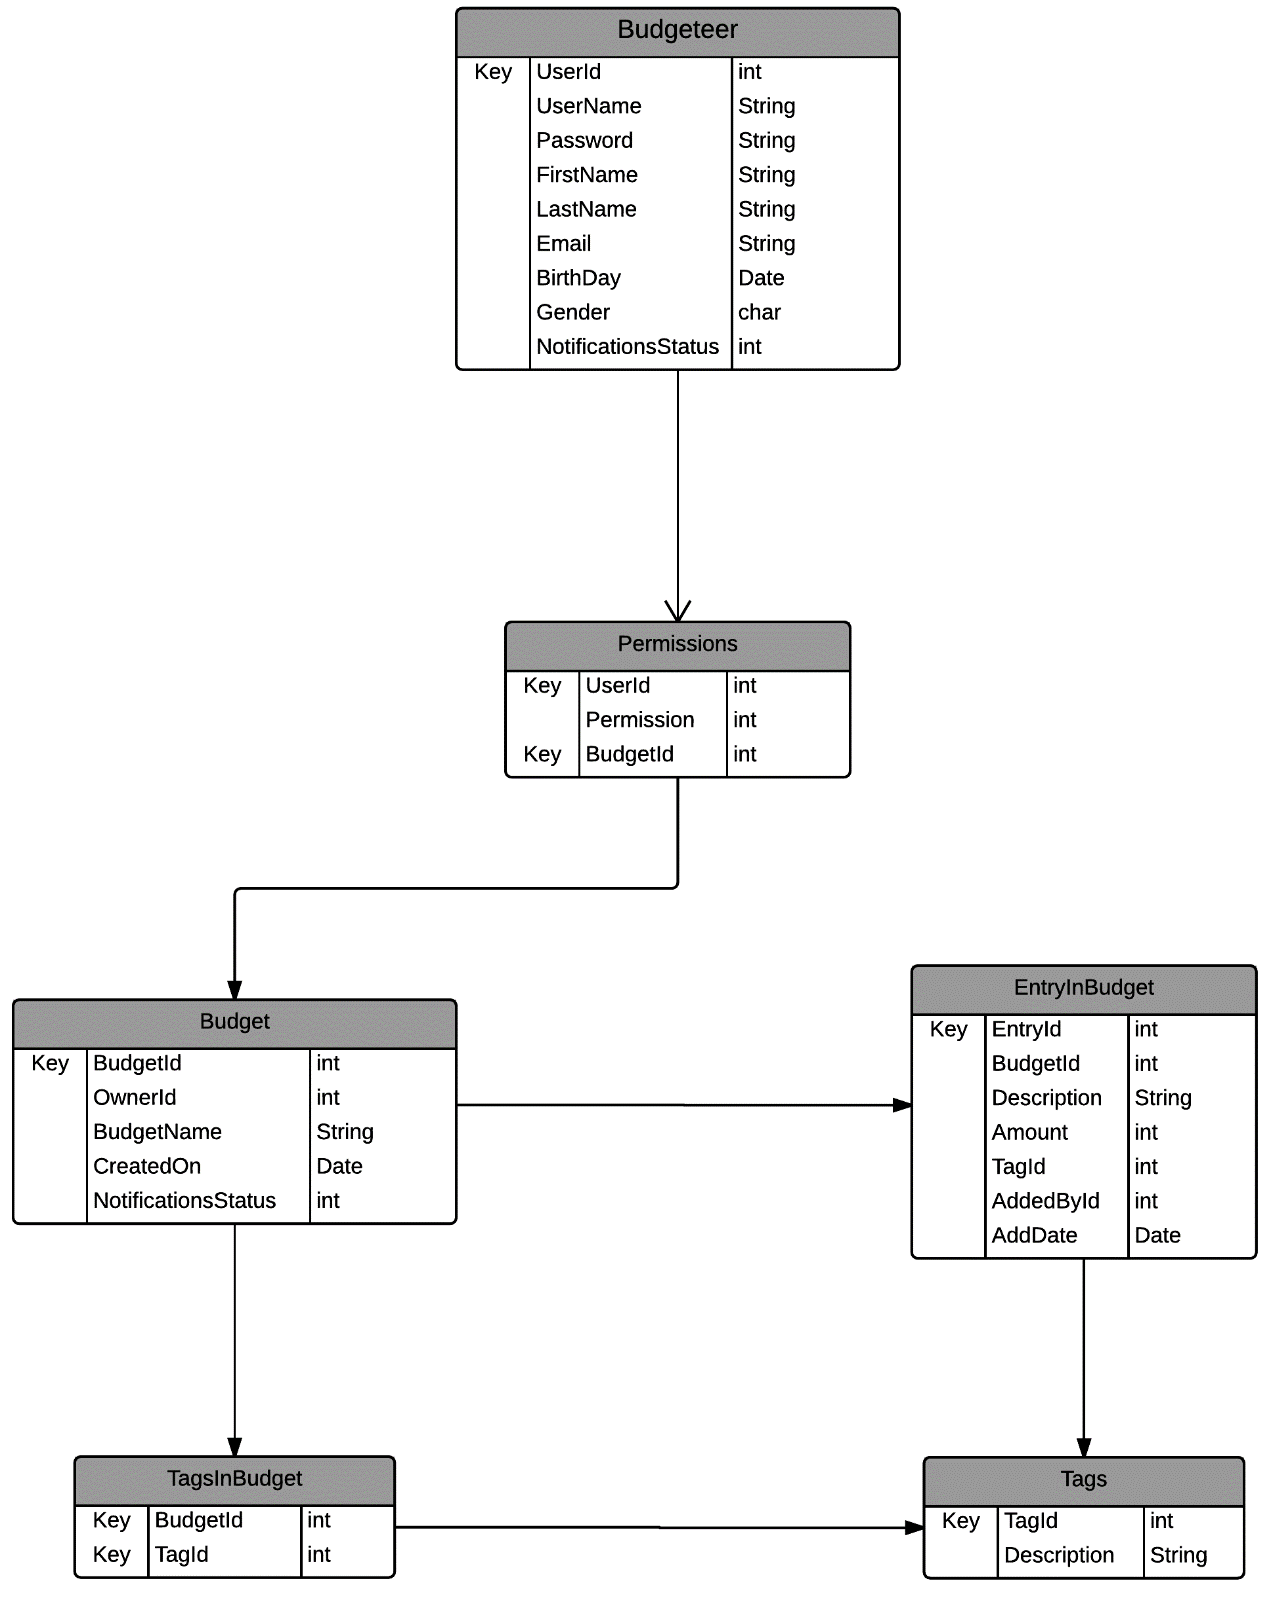 Budgeteer
Key UserId int
UserName String
Password String
FirstName String
LastName String
Email String
BirthDay Date
Gender char
NotificationsStatus int
Permissions
Key UserId int
Permission int
Key BudgetId int
Budget
Key BudgetId int
OwnerId int
BudgetName String
CreatedOn Date
NotificationsStatus int
EntryInBudget
Key EntryId int
BudgetId int
Description String
Amount int
TagId int
AddedById int
AddDate Date
TagsInBudget
Key BudgetId int
Key TagId int
Tags
Key TagId int
Description String